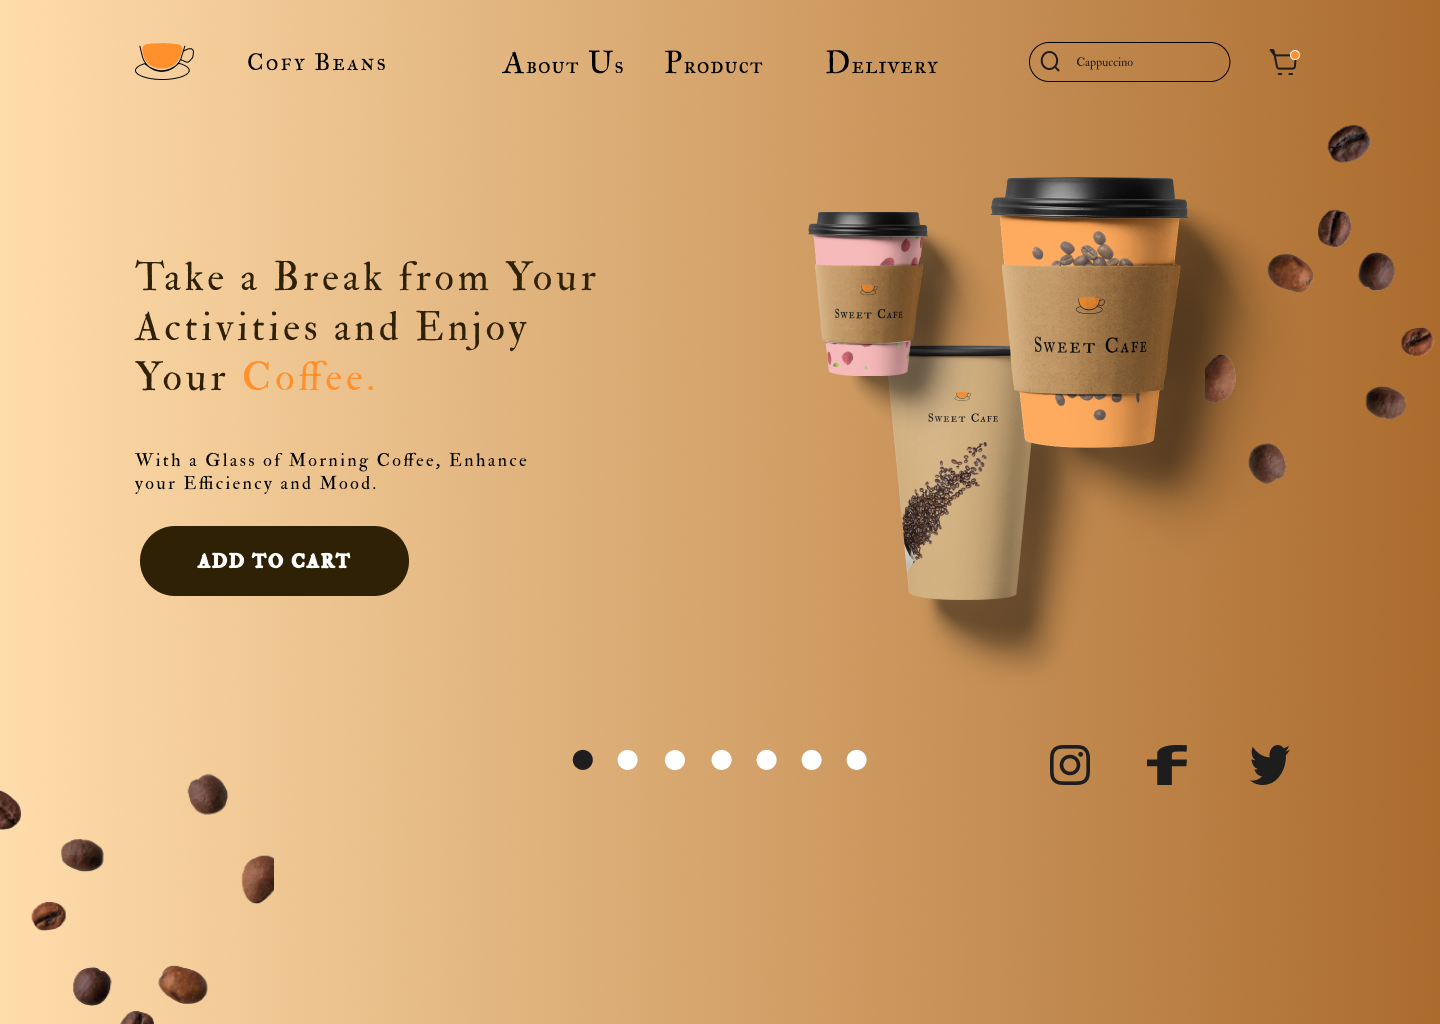 Cofy Beans
About Us
Product
Delivery
Cappuccino
Take a Break from Your
Activities and Enjoy
Your Coffee.
With a Glass of Morning Coffee, Enhance
your Efficiency and Mood.
ADD TO CART
Sweet Cafe
Sweet Cafe
Sweet Cafe